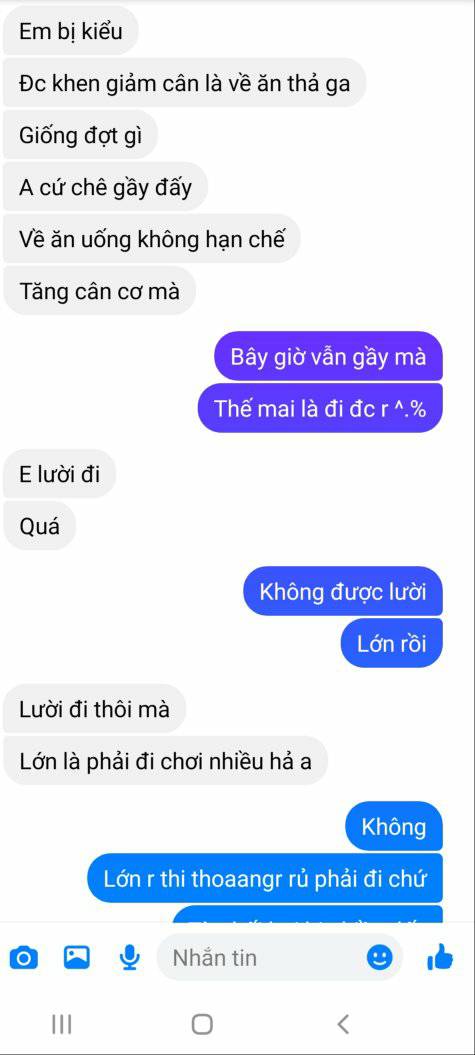 Em bị kiểu
Đc khen giảm cân là về ăn thả ga
Giống đợt gì
A cứ chê gầy đấy
Về ăn uống không hạn chế
Tăng cân cơ mà
Bây giờ vẫn gầy mà
Thế mai là đi đc r ^.%
E lười đi
Quá
Không được lười
Lớn rồi
Lười đi thôi mà
Lớn là phải đi chơi nhiều hả a
Không
Lớn r thi thoaangr rủ phải đi chứ
Nhắn tin